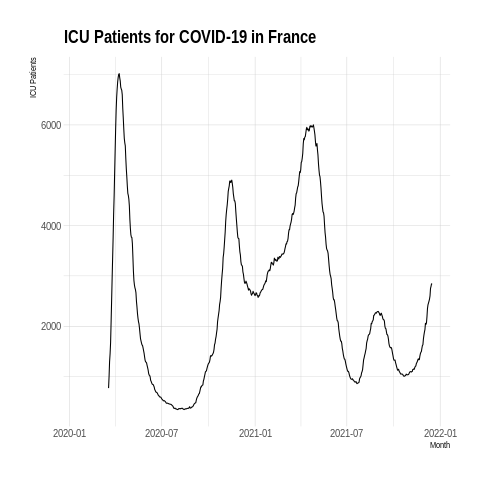 ICU Patients for COVID-19 in France
ICU Patients
6000
4000
2000
2020-01 2020-07 2021-01 2021-07 2022-01
Month